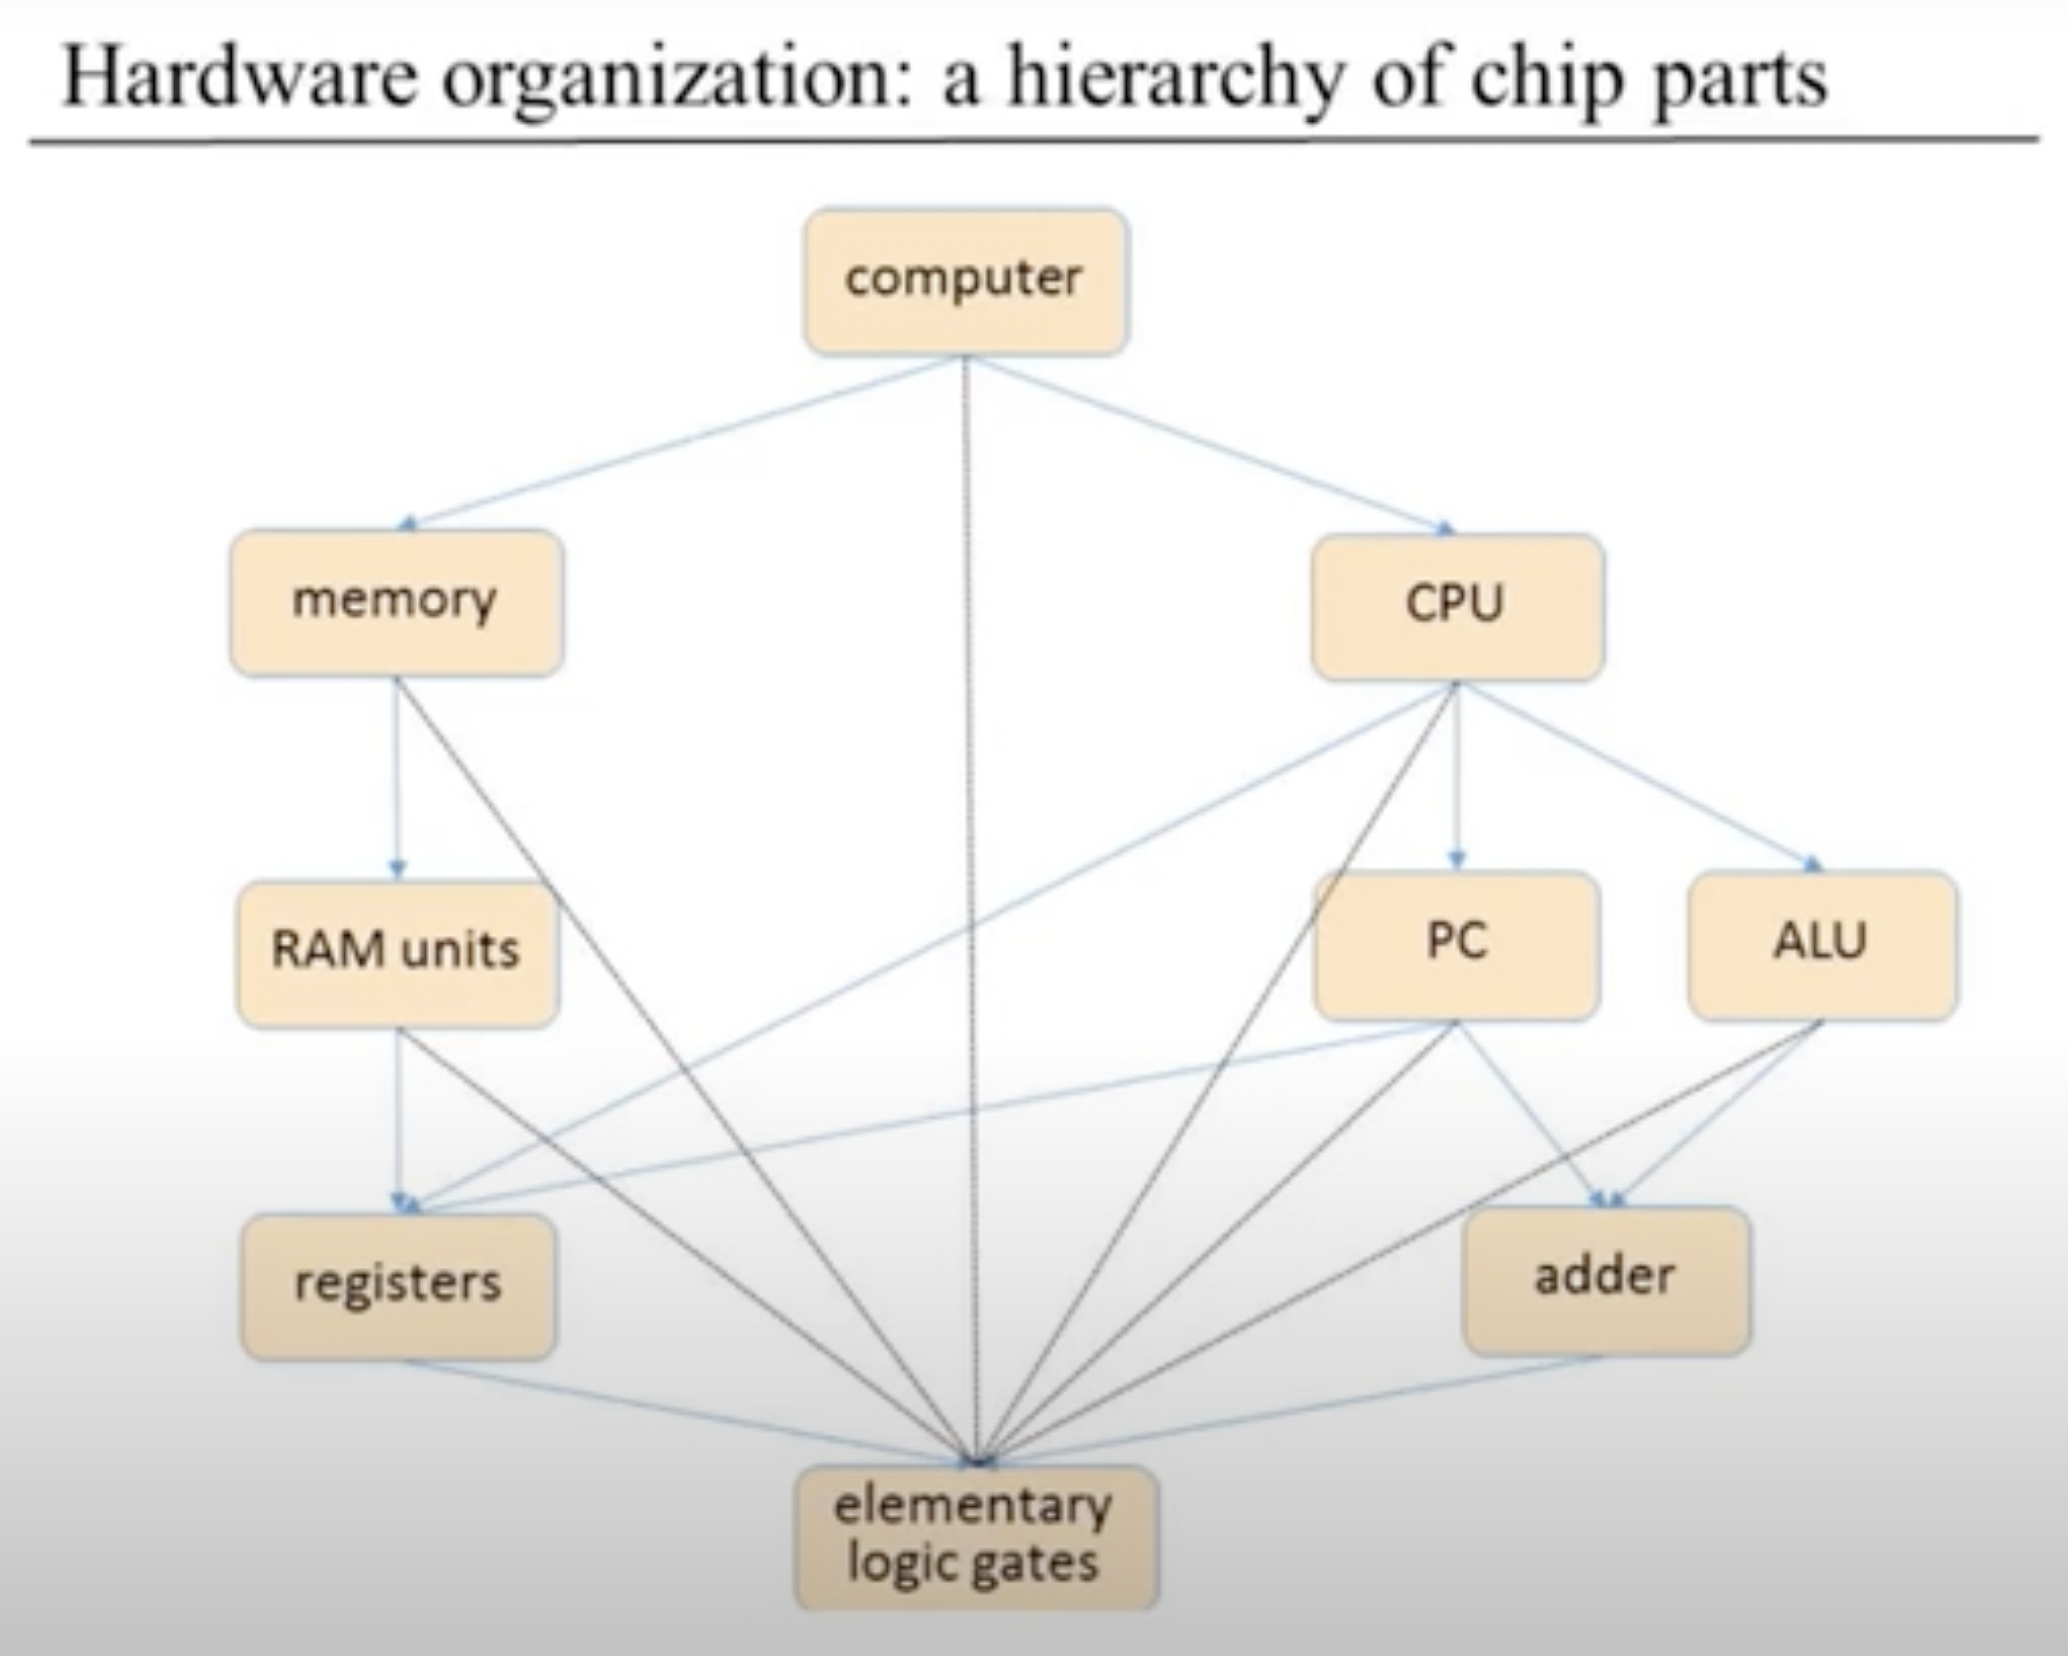 Hardware organization: a hierarchy of chip parts
computer
memory
CPU
RAM units
PC
ALU
registers
adder
elementary
logic gates